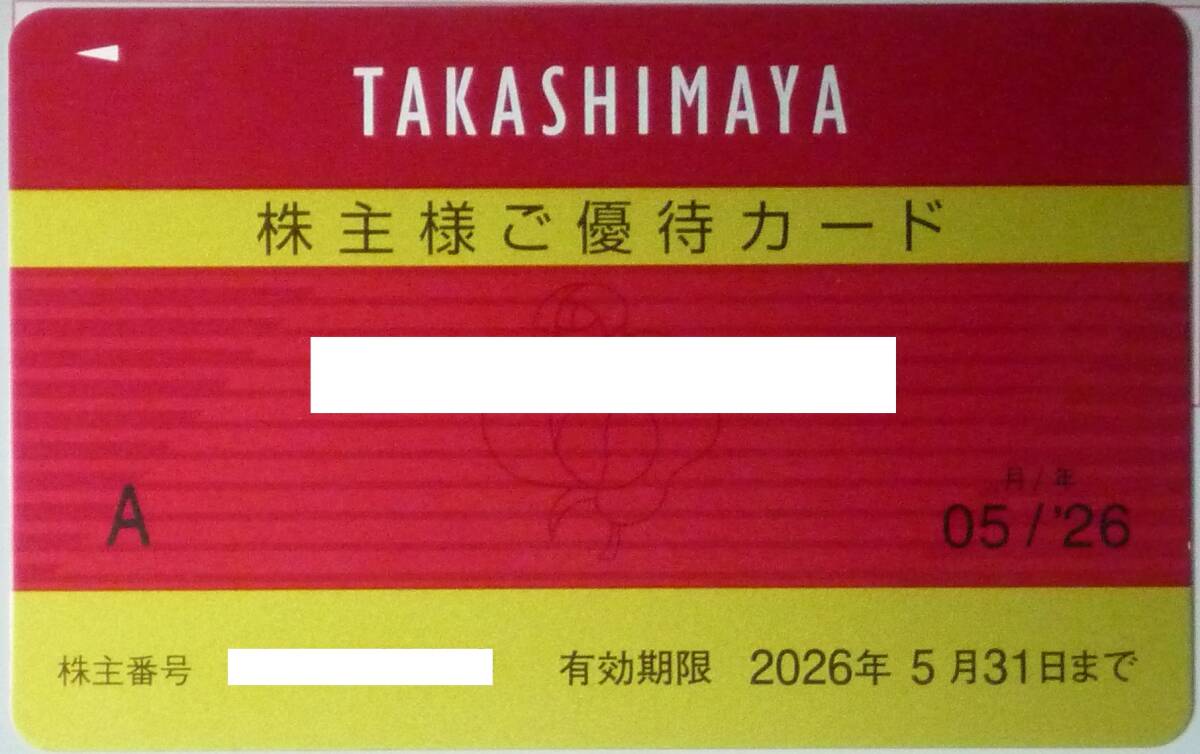 TAKASHIMAYA
株主様ご優待カード
A
月/年
05/'26
株主番号
有効期限 2026年 5月31日まで